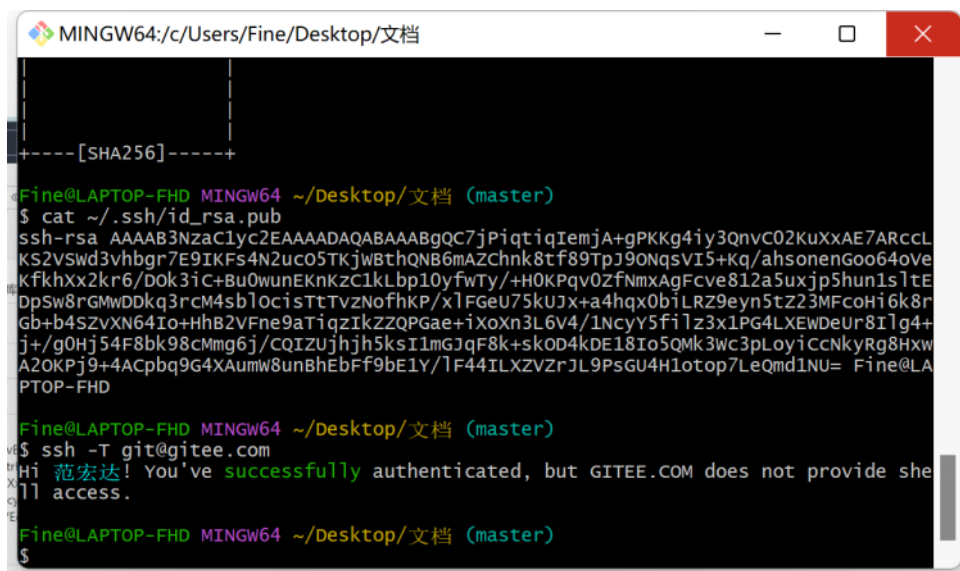 MINGW64:/c/Users/Fine/Desktop/文档
+----[SHA256]-----+
Fine@LAPTOP-FHD MINGW64 ~/Desktop/文档 (master)
$ cat ~/.ssh/id_rsa.pub
ssh-rsa AAAAB3NzaC1yc2EAAAADAQABAAABgQC7jPiqtiqIemjA+gPKKg4iy3QnvC02KuXxAE7ARccL
KS2VSWd3vhbgr7E9IKFs4N2ucO5TKjWBthQNB6mAZChnk8tf89TpJ9ONqsVI5+Kq/ahsonenGoo64oVe
KfkhXx2kr6/DOk3iC+BuOwunEKnKzC1kLbp1OyfwTy/+H0KPqvOZfNmxAgFcve812a5uxjp5hun1sltE
DpSw8rGMwDDkq3rcM4sblOcisTtTvzNofhKP/xlFGeU75kUJx+a4hqx0biLRZ9eyn5tZ23MFcoHi6k8r
Gb+b4SZvXN64Io+HhB2VFne9aTiqzIkZZQPGae+iXoXn3L6V4/1NcyY5filz3x1PG4LXEWDeUr8Ilg4+
j+/gOHj54F8bk98cMmg6j/CQIZUjhjh5ksI1mGJqF8k+skOD4kDE18Io5QMk3Wc3pLoyiCcNkyRg8Hxw
A2OKPj9+4ACpbq9G4XAumW8unBhEbFf9bE1Y/lF44ILXZVZrJL9PsGU4H1otop7LeQmd1NU= Fine@LA
PTOP-FHD
Fine@LAPTOP-FHD MINGW64 ~/Desktop/文档 (master)
$ ssh -T git@gitee.com
Hi 范宏达! You've successfully authenticated, but GITEE.COM does not provide she
ll access.
Fine@LAPTOP-FHD MINGW64 ~/Desktop/文档 (master)
$